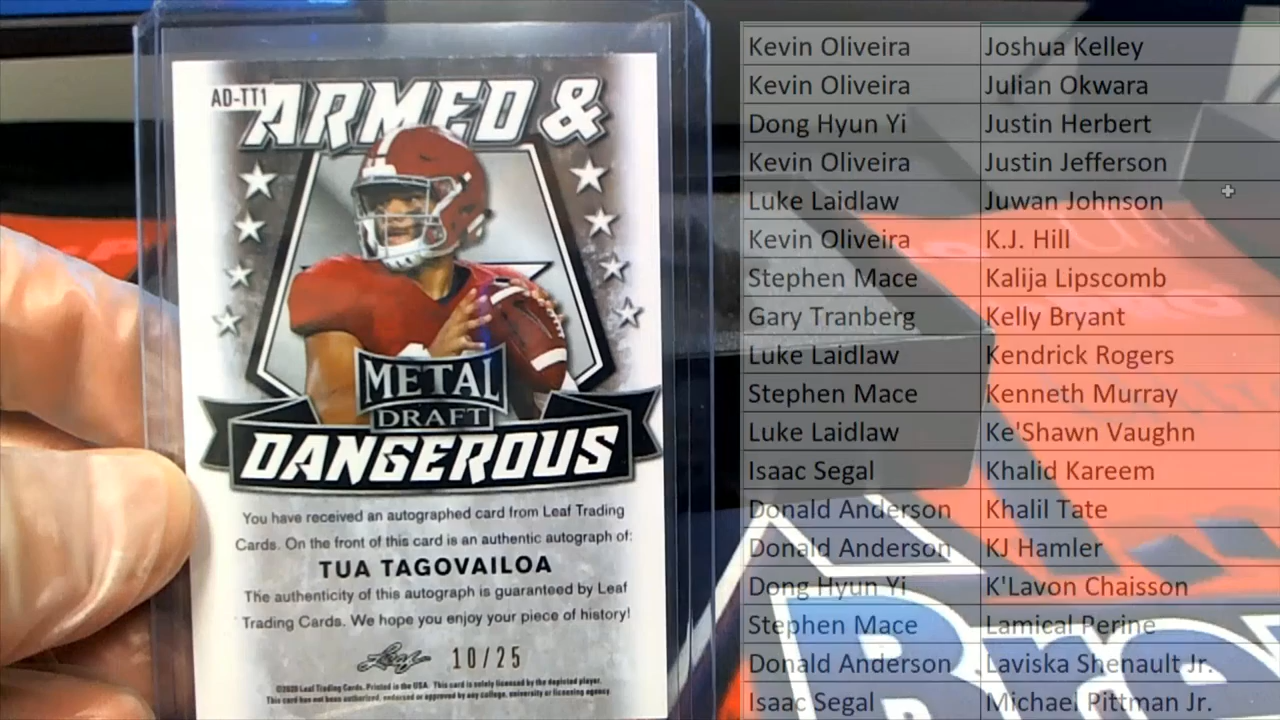 AD-TT1
ARMED &
METAL
DRAFT
DANGEROUS
You have received an autographed card from Leaf Trading
Cards. On the front of this card is an authentic autograph of:
TUA TAGOVAILOA
The authenticity of this autograph is guaranteed by Leaf
Trading Cards. We hope you enjoy your piece of history!
Leaf 10/25
©2020 Leaf Trading Cards. Printed in the USA. This card is solely licensed by the depicted player.
This card has not been authorized, endorsed or approved by any college, university or licensing agency
Kevin Oliveira Joshua Kelley
Kevin Oliveira Julian Okwara
Dong Hyun Yi Justin Herbert
Kevin Oliveira Justin Jefferson
Luke Laidlaw Juwan Johnson
Kevin Oliveira K.J. Hill
Stephen Mace Kalija Lipscomb
Gary Tranberg Kelly Bryant
Luke Laidlaw Kendrick Rogers
Stephen Mace Kenneth Murray
Luke Laidlaw Ke'Shawn Vaughn
Isaac Segal Khalid Kareem
Donald Anderson Khalil Tate
Donald Anderson KJ Hamler
Dong Hyun Yi K'Lavon Chaisson
Stephen Mace Lamical Perine
Donald Anderson Laviska Shenault Jr.
Isaac Segal Michael Pittman Jr.